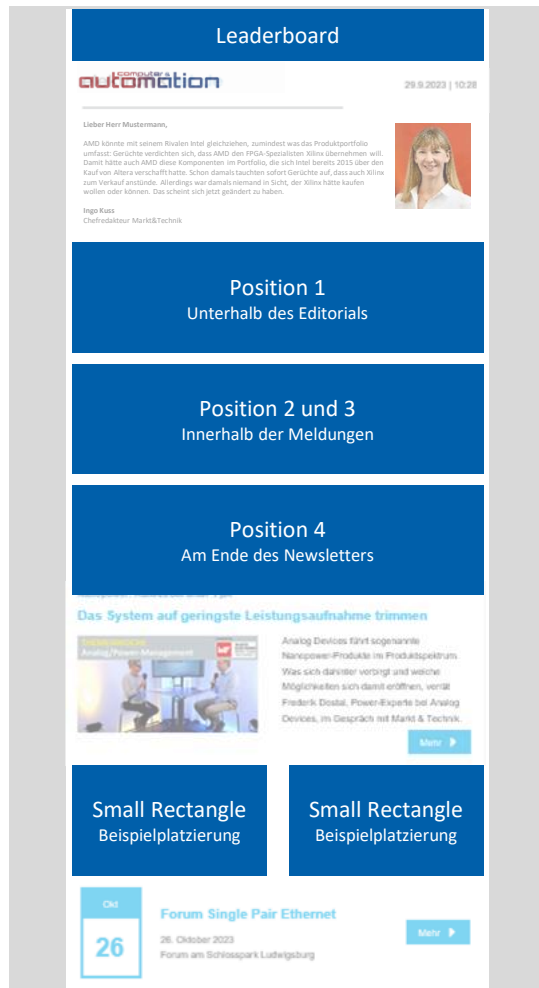 Leaderboard
computer &
automation
29.9.2023 | 10:28
Lieber Herr Mustermann,
AMD könnte mit seinem Rivalen Intel gleichziehen, zumindest was das Produktportfolio
umfasst: Gerüchte verdichten sich, dass AMD den FPGA-Spezialisten Xilinx übernehmen will.
Damit hätte auch AMD diese Komponenten im Portfolio, die sich Intel bereits 2015 über den
Kauf von Altera verschafft hatte. Schon damals tauchten sofort Gerüchte auf, dass auch Xilinx
zum Verkauf anstünde. Allerdings war damals niemand in Sicht, der Xilinx hätte kaufen
wollen oder können. Das scheint sich jetzt geändert zu haben.
Ingo Kuss
Chefredakteur Markt&Technik
Position 1
Unterhalb des Editorials
Position 2 und 3
Innerhalb der Meldungen
Position 4
Am Ende des Newsletters
Das System auf geringste Leistungsaufnahme trimmen
Analog/Power-Management
Analog Devices führt sogenannte
Nanopower-Produkte im Produktspektrum.
Was sich dahinter verbirgt und welche
Möglichkeiten sich damit eröffnen, verrät
Frederik Dostal, Power-Experte bei Analog
Devices, im Gespräch mit Markt & Technik.
Mehr
Small Rectangle
Beispielplatzierung
Small Rectangle
Beispielplatzierung
Okt
26
Forum Single Pair Ethernet
26. Oktober 2023
Forum am Schlosspark Ludwigsburg
Mehr